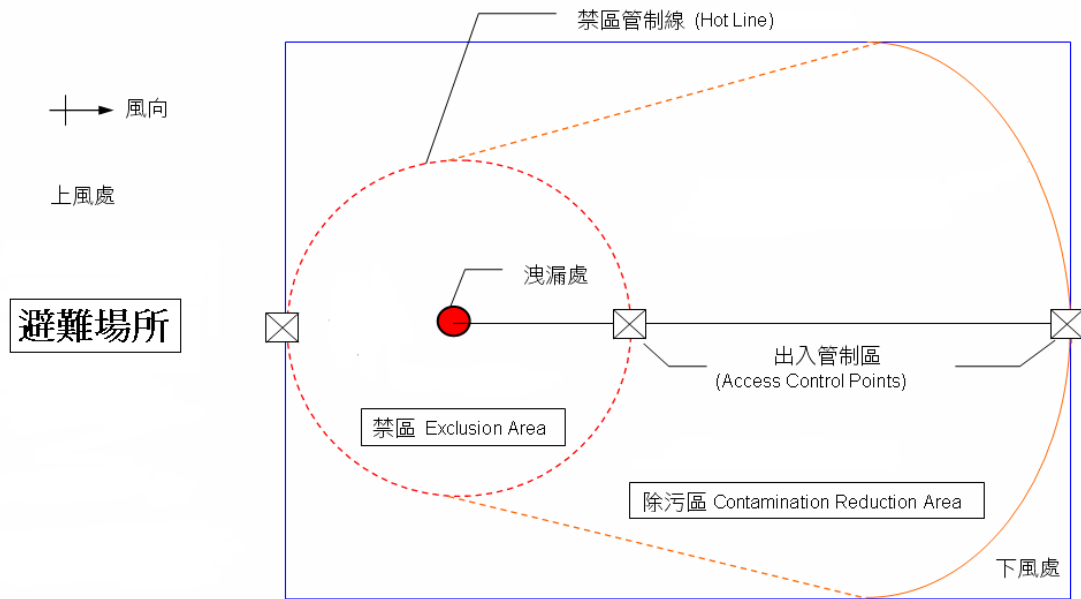 禁區管制線 (Hot Line)
風向
上風處
洩漏處
避難場所
出入管制區
(Access Control Points)
禁區 Exclusion Area
除污區 Contamination Reduction Area
下風處